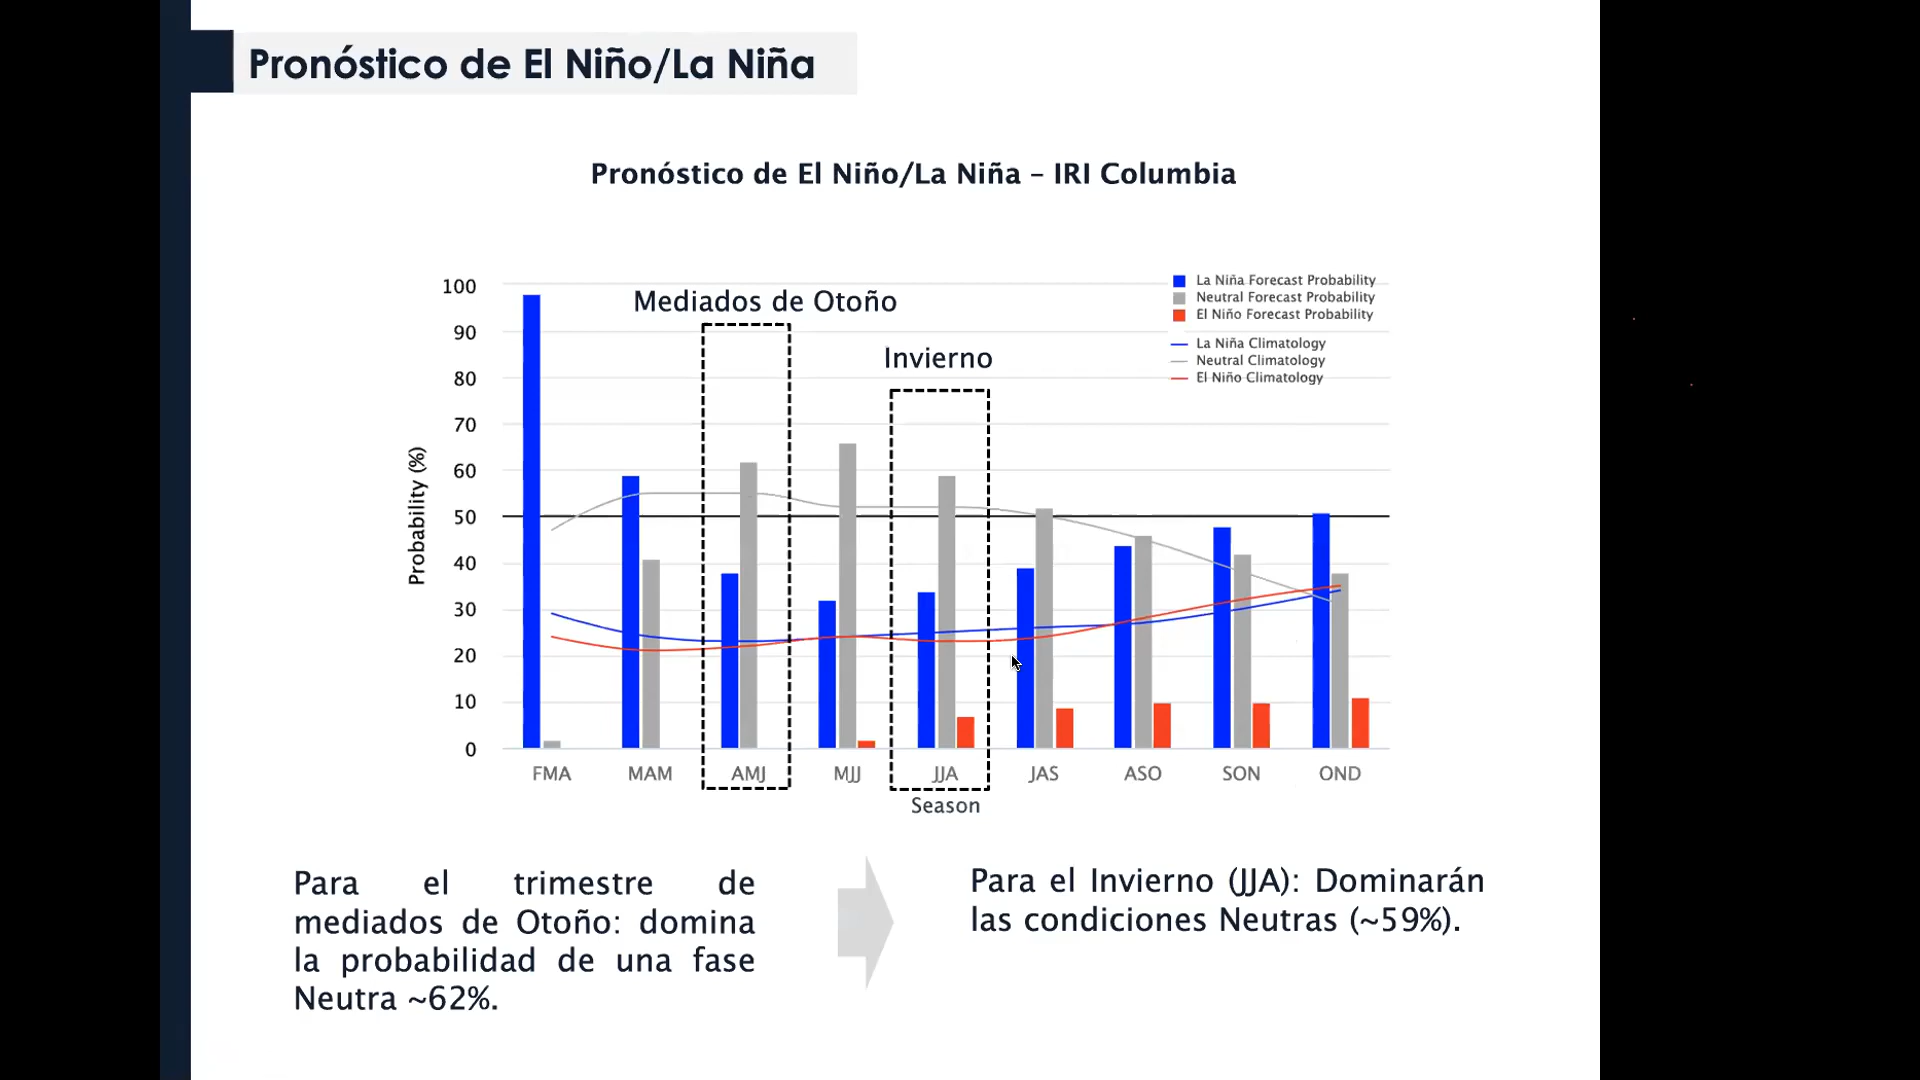 Pronóstico de El Niño/La Niña
Pronóstico de El Niño/La Niña – IRI Columbia
La Niña Forecast Probability
Neutral Forecast Probability
El Niño Forecast Probability
La Niña Climatology
Neutral Climatology
El Niño Climatology
Mediados de Otoño
Invierno
Probability (%)
100
90
80
70
60
50
40
30
20
10
0
FMA MAM AMJ MJJ JJA JAS ASO SON OND
Season
Para el trimestre de
mediados de Otoño: domina
la probabilidad de una fase
Neutra ~62%.
Para el Invierno (JJA): Dominarán
las condiciones Neutras (~59%).